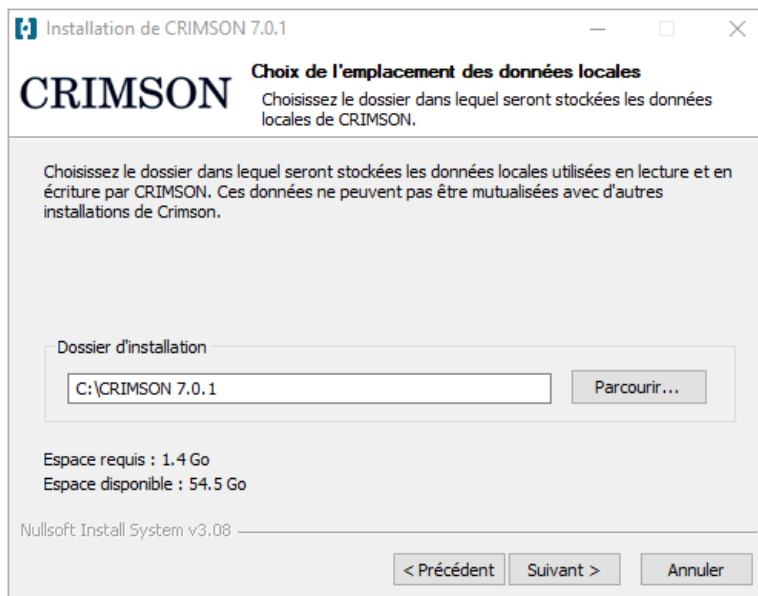 Installation de CRIMSON 7.0.1
CRIMSON
Choix de l'emplacement des données locales
Choisissez le dossier dans lequel seront stockées les données
locales de CRIMSON.
Choisissez le dossier dans lequel seront stockées les données locales utilisées en lecture et en
écriture par CRIMSON. Ces données ne peuvent pas être mutualisées avec d'autres
installations de Crimson.
Dossier d'installation
C:\CRIMSON 7.0.1
Parcourir...
Espace requis : 1.4 Go
Espace disponible : 54.5 Go
Nullsoft Install System v3.08
< Précédent
Suivant >
Annuler